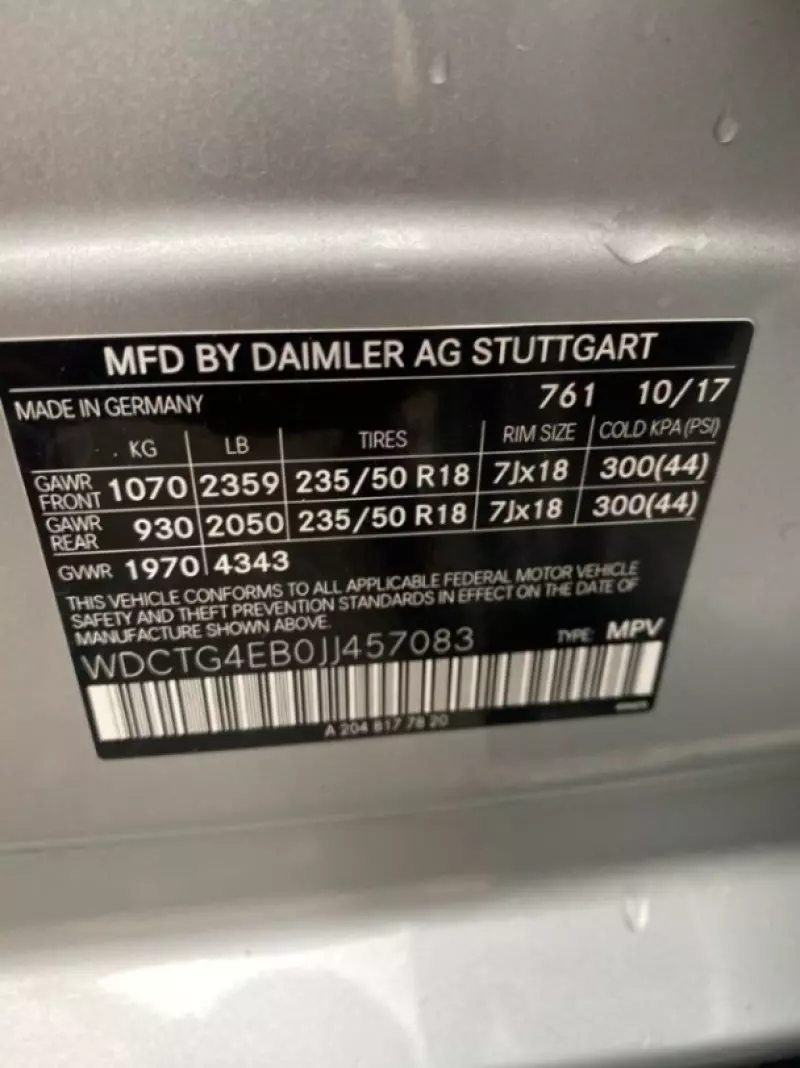 MFD BY DAIMLER AG STUTTGART
MADE IN GERMANY 761 10/17
KG LB TIRES RIM SIZE COLD KPA (PSI)
GAWR FRONT 1070 2359 235/50 R18 7Jx18 300(44)
GAWR REAR 930 2050 235/50 R18 7Jx18 300(44)
GVWR 1970 4343
THIS VEHICLE CONFORMS TO ALL APPLICABLE FEDERAL MOTOR VEHICLE
SAFETY AND THEFT PREVENTION STANDARDS IN EFFECT ON THE DATE OF
MANUFACTURE SHOWN ABOVE.
WDCTG4EB0JJ457083 TYPE: MPV
A 204 817 78 20